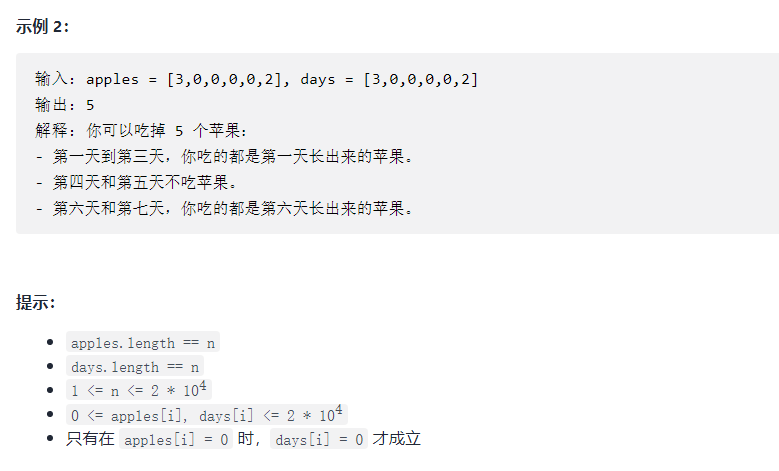 示例 2：
输入：apples = [3,0,0,0,0,2], days = [3,0,0,0,0,2]
输出：5
解释：你可以吃掉 5 个苹果：
- 第一天到第三天，你吃的都是第一天长出来的苹果。
- 第四天和第五天不吃苹果。
- 第六天和第七天，你吃的都是第六天长出来的苹果。
提示：
• apples.length == n
• days.length == n
• 1 <= n <= 2 * 10⁴
• 0 <= apples[i], days[i] <= 2 * 10⁴
• 只有在 apples[i] = 0 时，days[i] = 0 才成立